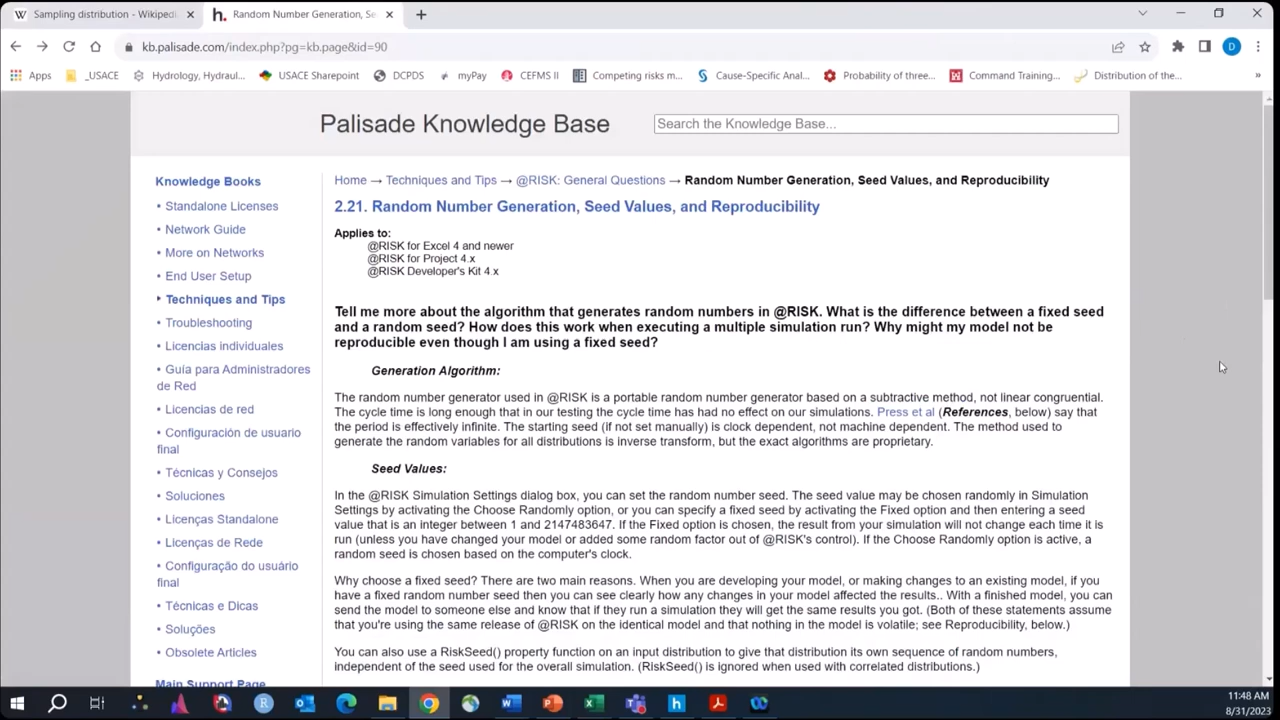 Sampling distribution - Wikipedi
Random Number Generation, Se
kb.palisade.com/index.php?pg=kb.page&id=90
D
Apps
_USACE
Hydrology, Hydraul...
USACE Sharepoint
DCPDS
myPay
CEFMS II
Competing risks m...
Cause-Specific Anal...
Probability of three...
Command Training...
Distribution of the...
»
Palisade Knowledge Base
Search the Knowledge Base...
Knowledge Books
• Standalone Licenses
• Network Guide
• More on Networks
• End User Setup
Techniques and Tips
• Troubleshooting
• Licencias individuales
• Guía para Administradores
de Red
• Licencias de red
• Configuración de usuario
final
• Técnicas y Consejos
• Soluciones
• Licenças Standalone
• Licenças de Rede
• Configuração do usuário
final
• Técnicas e Dicas
• Soluções
• Obsolete Articles
Main Support Page
Home → Techniques and Tips → @RISK: General Questions → Random Number Generation, Seed Values, and Reproducibility
2.21. Random Number Generation, Seed Values, and Reproducibility
Applies to:
@RISK for Excel 4 and newer
@RISK for Project 4.x
@RISK Developer's Kit 4.x
Tell me more about the algorithm that generates random numbers in @RISK. What is the difference between a fixed seed
and a random seed? How does this work when executing a multiple simulation run? Why might my model not be
reproducible even though I am using a fixed seed?
Generation Algorithm:
The random number generator used in @RISK is a portable random number generator based on a subtractive method, not linear congruential.
The cycle time is long enough that in our testing the cycle time has had no effect on our simulations. Press et al (References, below) say that
the period is effectively infinite. The starting seed (if not set manually) is clock dependent, not machine dependent. The method used to
generate the random variables for all distributions is inverse transform, but the exact algorithms are proprietary.
Seed Values:
In the @RISK Simulation Settings dialog box, you can set the random number seed. The seed value may be chosen randomly in Simulation
Settings by activating the Choose Randomly option, or you can specify a fixed seed by activating the Fixed option and then entering a seed
value that is an integer between 1 and 2147483647. If the Fixed option is chosen, the result from your simulation will not change each time it is
run (unless you have changed your model or added some random factor out of @RISK's control). If the Choose Randomly option is active, a
random seed is chosen based on the computer's clock.
Why choose a fixed seed? There are two main reasons. When you are developing your model, or making changes to an existing model, if you
have a fixed random number seed then you can see clearly how any changes in your model affected the results.. With a finished model, you can
send the model to someone else and know that if they run a simulation they will get the same results you got. (Both of these statements assume
that you're using the same release of @RISK on the identical model and that nothing in the model is volatile; see Reproducibility, below.)
You can also use a RiskSeed() property function on an input distribution to give that distribution its own sequence of random numbers,
independent of the seed used for the overall simulation. (RiskSeed() is ignored when used with correlated distributions.)
11:48 AM
8/31/2023